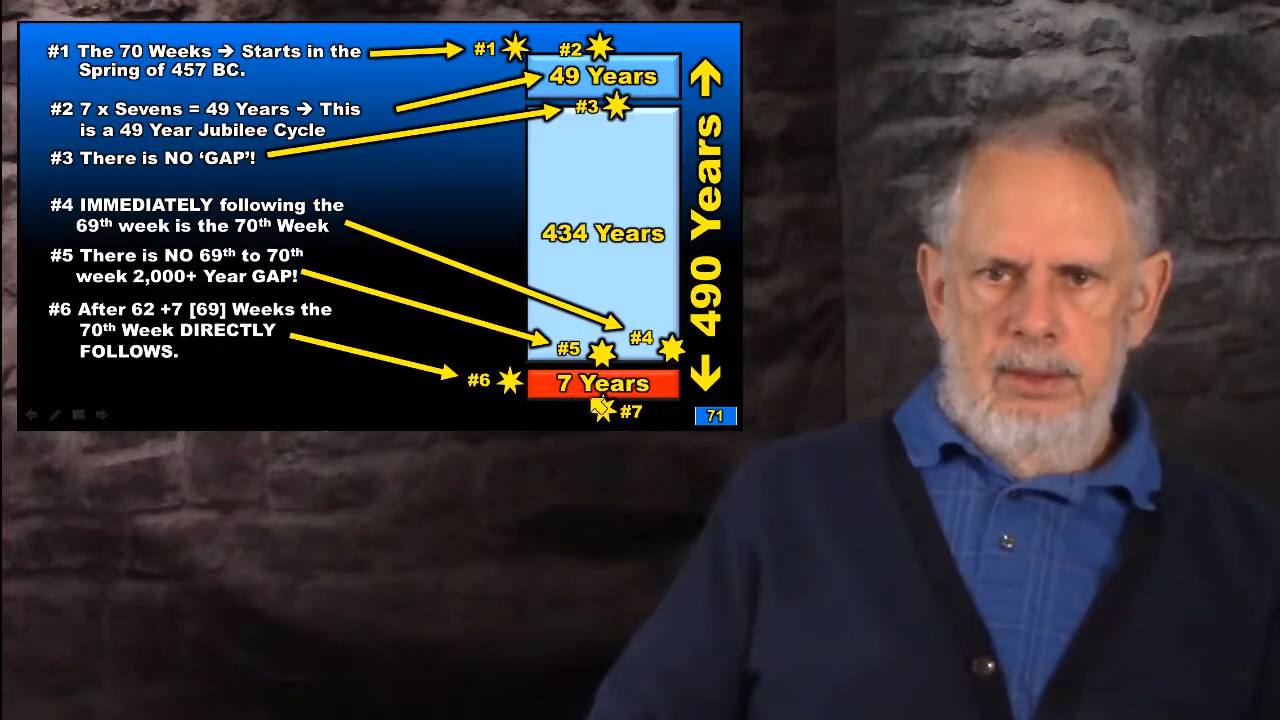 #1 The 70 Weeks → Starts in the
Spring of 457 BC.
#2 7 x Sevens = 49 Years → This
is a 49 Year Jubilee Cycle
#3 There is NO ‘GAP’!
#4 IMMEDIATELY following the
69th week is the 70th Week
#5 There is NO 69th to 70th
week 2,000+ Year GAP!
#6 After 62 +7 [69] Weeks the
70th Week DIRECTLY
FOLLOWS.
#1
#2
49 Years
#3
434 Years
#4
#5
#6
7 Years
#7
← 490 Years →
71